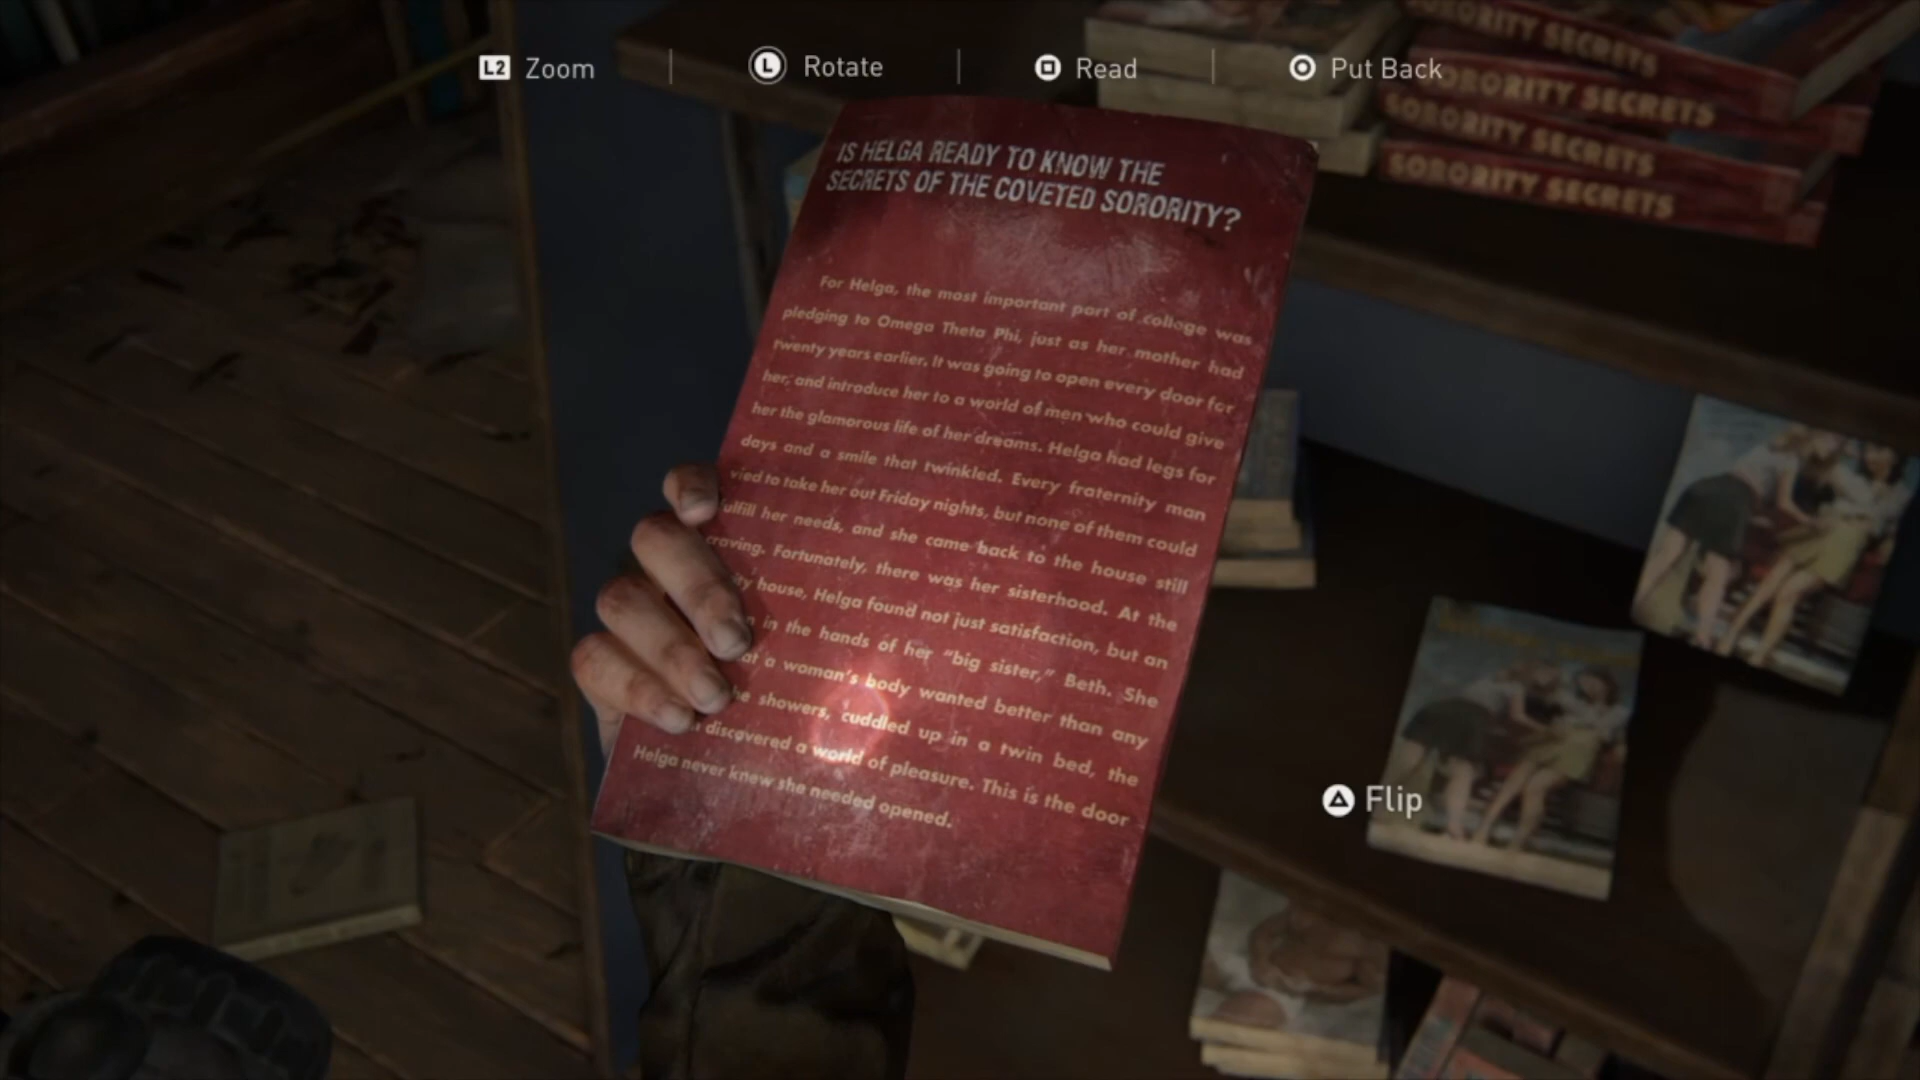 L2 Zoom
L Rotate
Read
Put Back
SORORITY SECRETS
SORORITY SECRETS
SORORITY SECRETS
SORORITY SECRETS
IS HELGA READY TO KNOW THE
SECRETS OF THE COVETED SORORITY?
For Helga, the most important part of college was
pledging to Omega Theta Phi, just as her mother had
twenty years earlier. It was going to open every door for
her, and introduce her to a world of men who could give
her the glamorous life of her dreams. Helga had legs for
days and a smile that twinkled. Every fraternity man
vied to take her out Friday nights, but none of them could
ulfill her needs, and she came back to the house still
craving. Fortunately, there was her sisterhood. At the
ity house, Helga found not just satisfaction, but an
in the hands of her "big sister," Beth. She
at a woman's body wanted better than any
he showers, cuddled up in a twin bed, the
discovered a world of pleasure. This is the door
Helga never knew she needed opened.
Flip